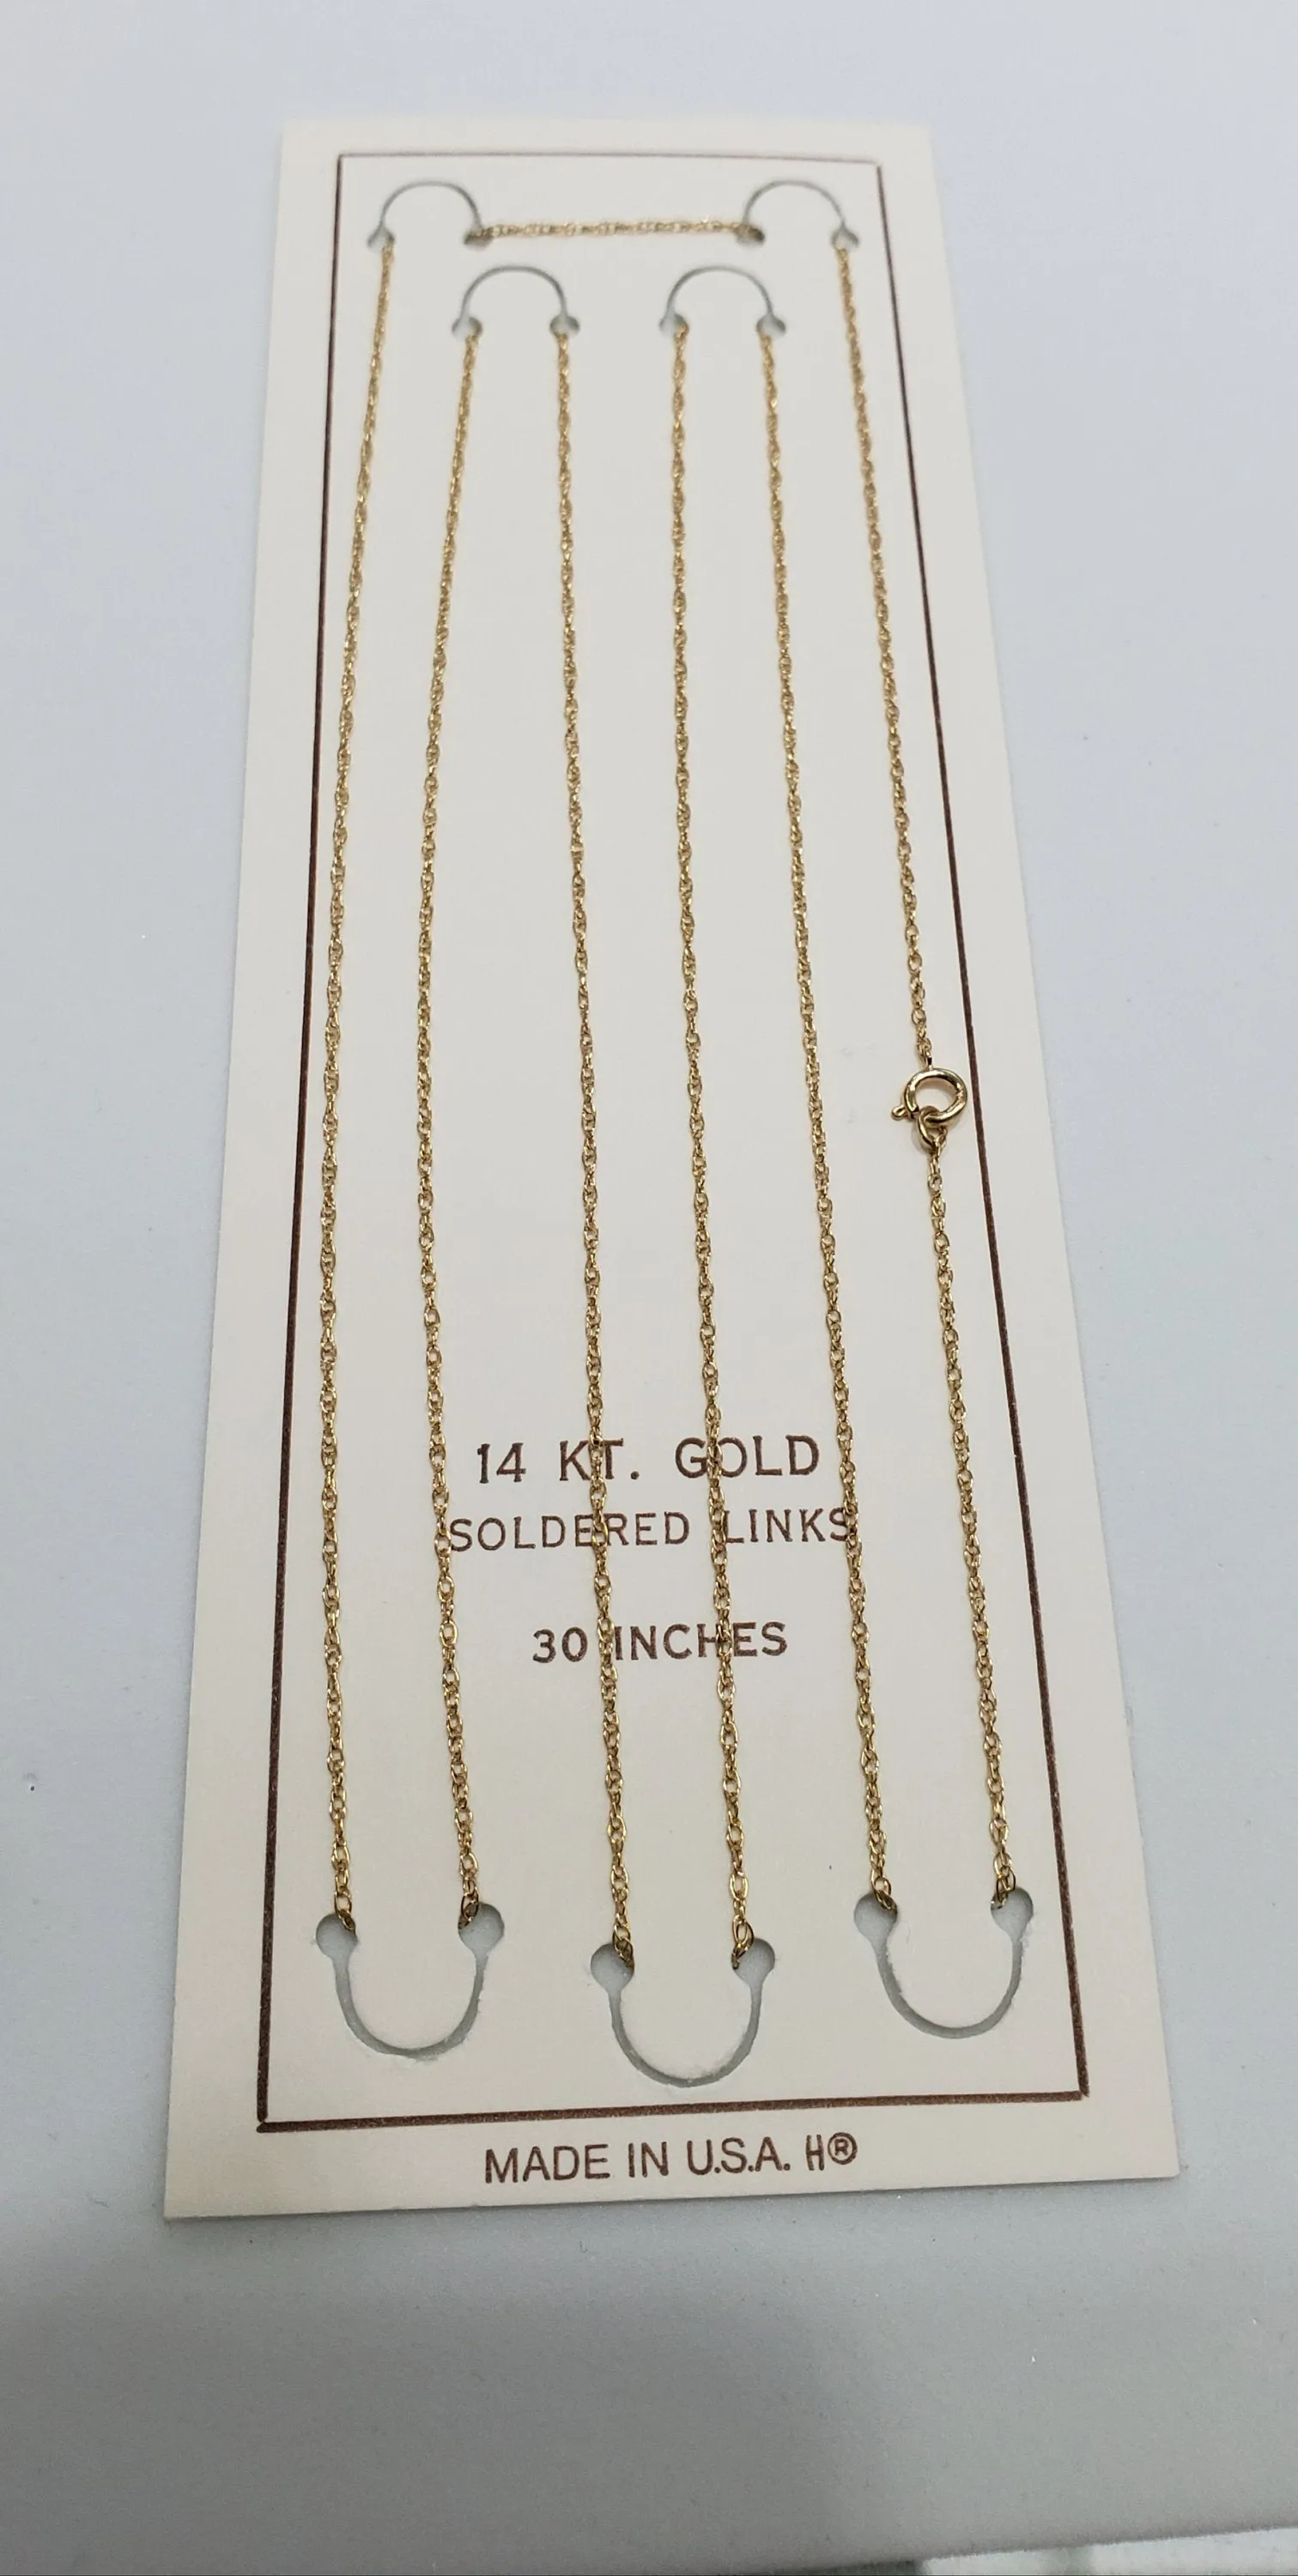 14 KT. GOLD
SOLDERED LINKS
30 INCHES
MADE IN U.S.A. H®